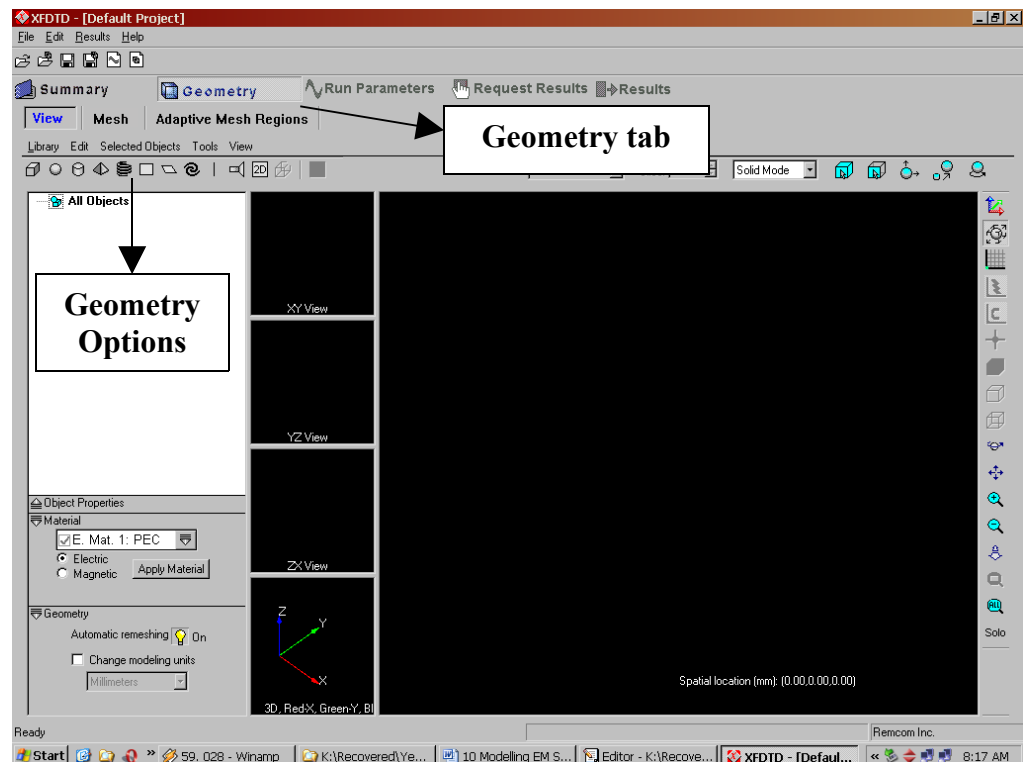 XFDTD - [Default Project]
File Edit Results Help
Summary Geometry Run Parameters Request Results Results
View Mesh Adaptive Mesh Regions
Geometry tab
Library Edit Selected Objects Tools View
2D Solid Mode
All Objects
Geometry
Options
XY View
YZ View
ZX View
Object Properties
Material
E. Mat. 1: PEC
Electric
Magnetic
Apply Material
Geometry
Automatic remeshing On
Change modeling units
Millimeters
Z
Y
X
3D, Red-X, Green-Y, Bl
Spatial location (mm): (0.00,0.00,0.00)
ALL
Solo
Ready
Remcom Inc.
Start » 59. 028 - Winamp K:\Recovered\Ye... 10 Modelling EM S... Editor - K:\Recove... XFDTD - [Defaul... « 8:17 AM